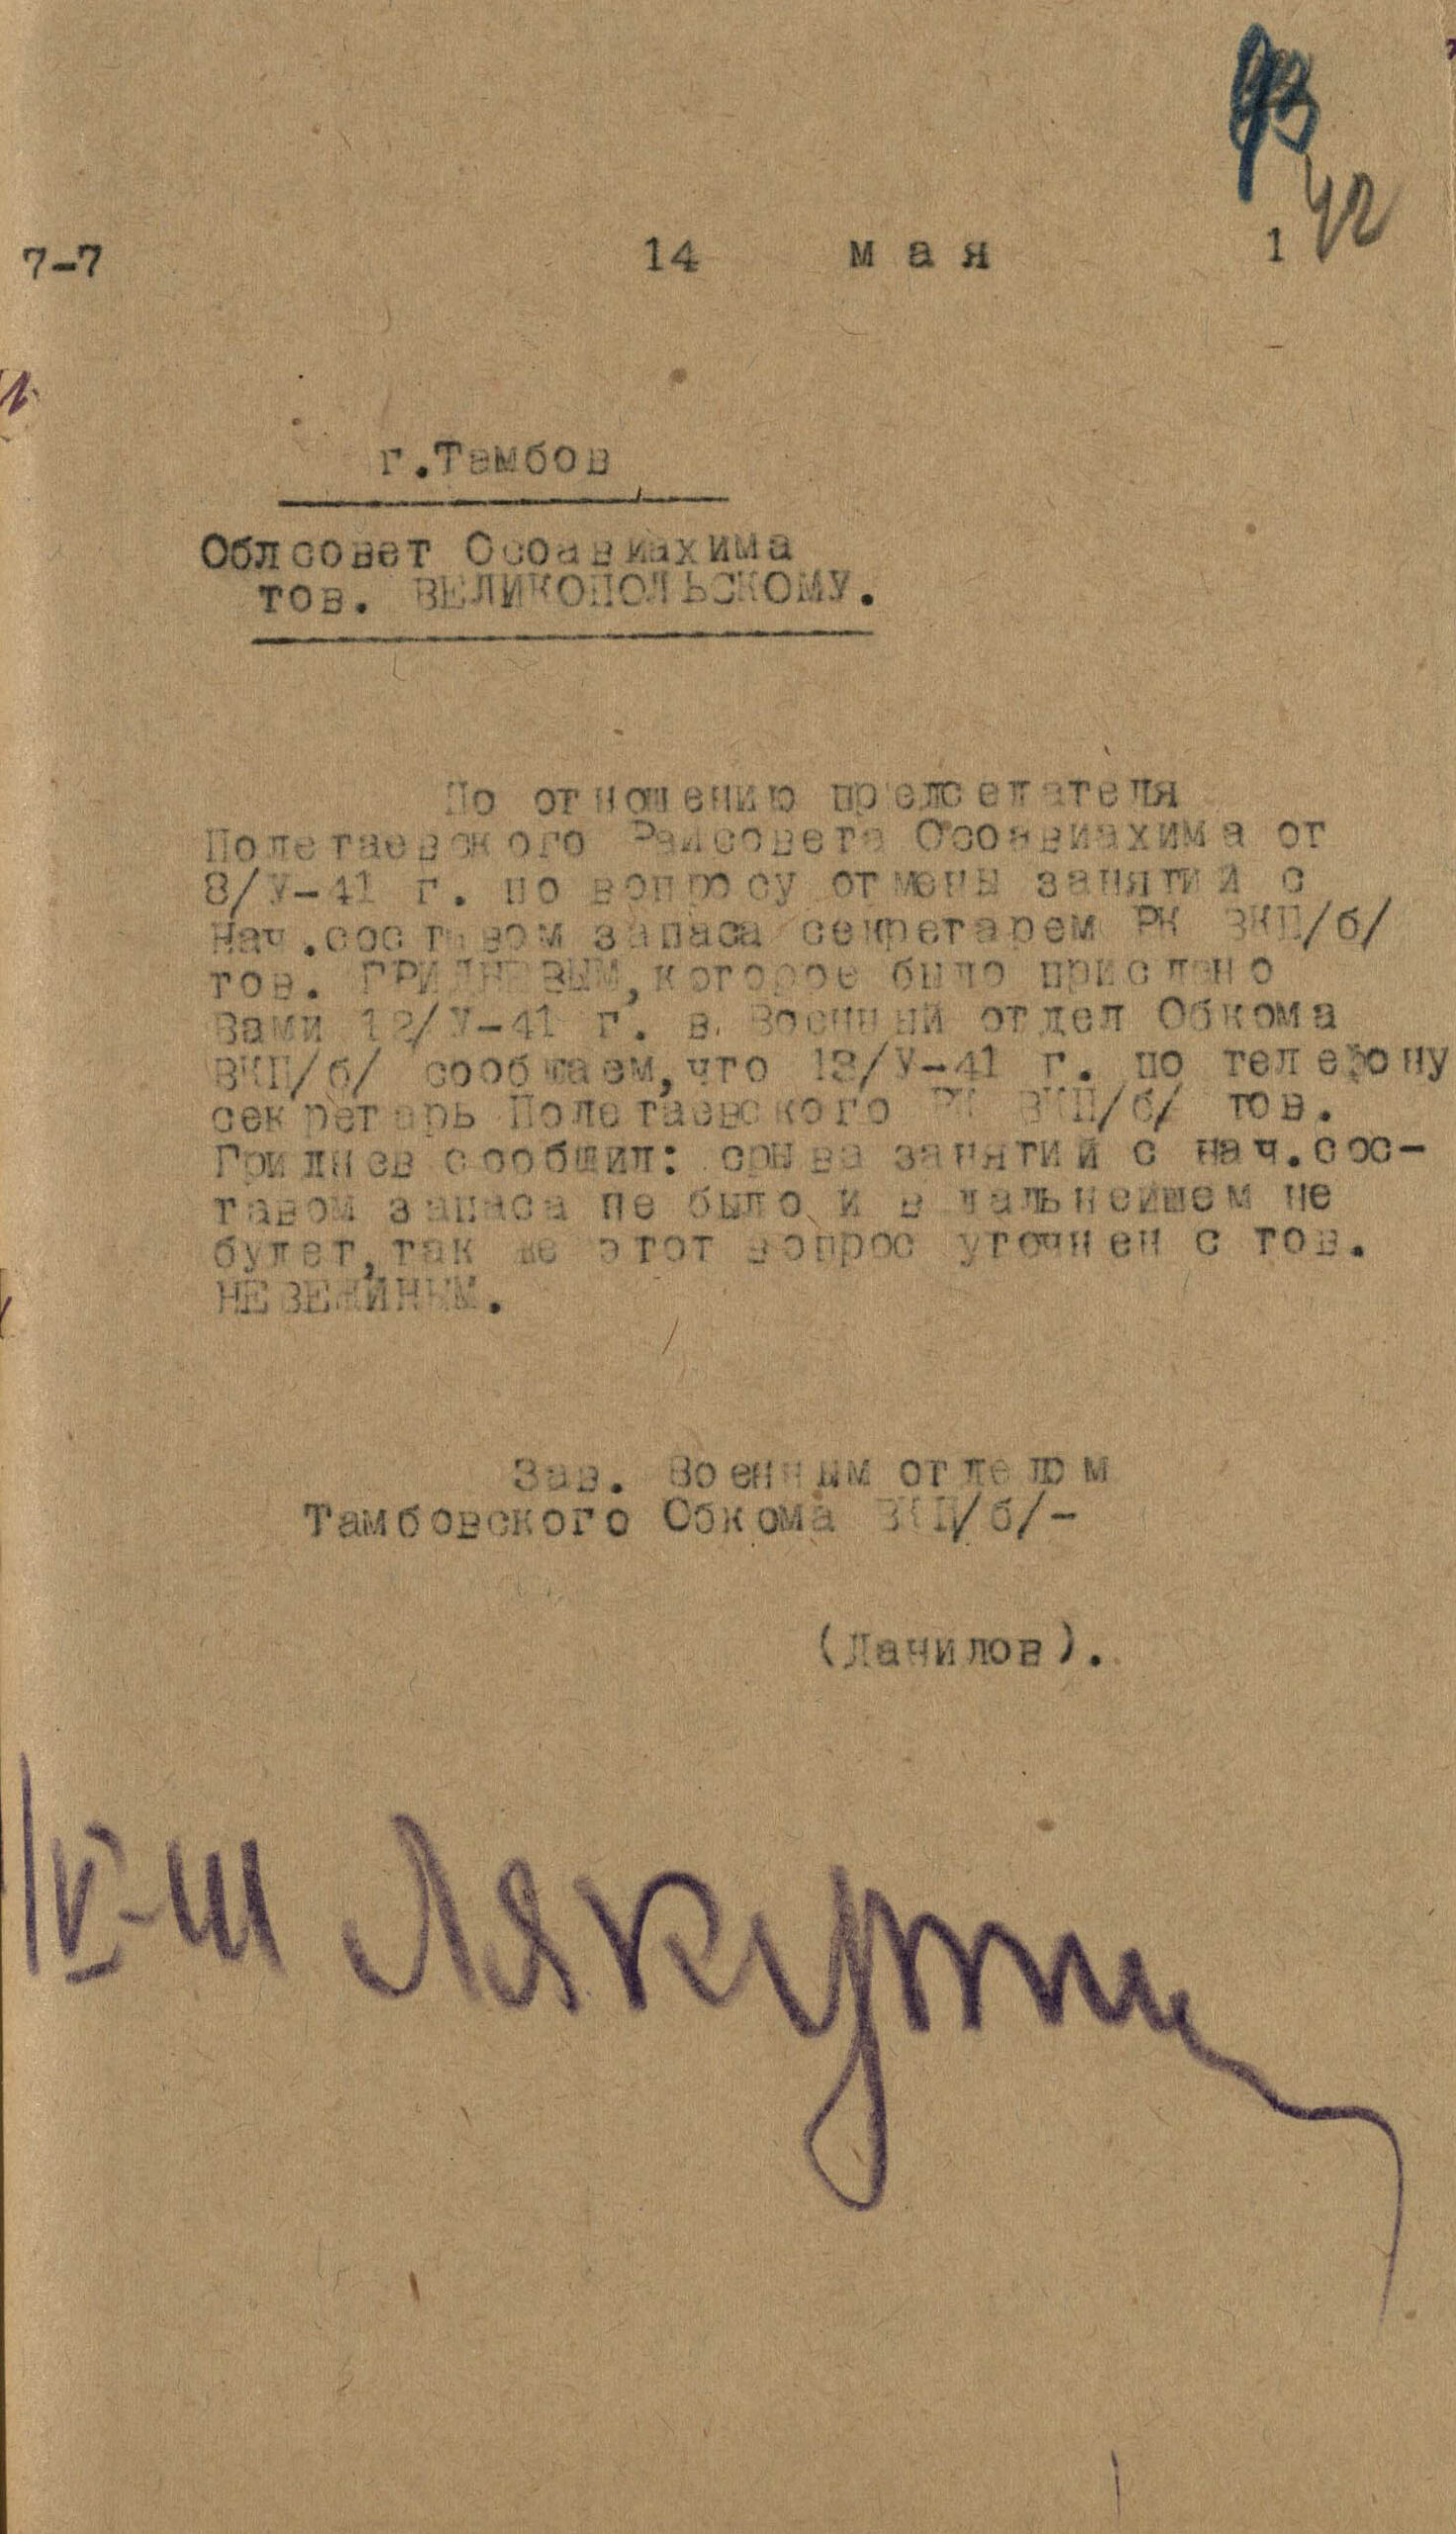 93
42
7-7 14 мая 1
г.Тамбов
Облсовет Осоавиахима
тов. ВЕЛИКОПОЛЬСКОМУ.
По отношению председателя
Полетаевского Райсовета Осоавиахима от
8/У-41 г. по вопросу отмены занятий с
нач.составом запаса секретарем РК ВКП/б/
тов. ГРИДНЕВЫМ, которое было прислано
Вами 12/У-41 г. в Военный отдел Обкома
ВКП/б/ сообщаем, что 13/У-41 г. по телефону
секретарь Полетаевского РК ВКП/б/ тов.
Гриднев сообщил: срыва занятий с нач.сос-
тавом запаса не было и в дальнейшем не
будет, так же этот вопрос уточнен с тов.
НЕВЕЖИНЫМ.
Зав. Военным отделом
Тамбовского Обкома ВКП/б/-
(Данилов).